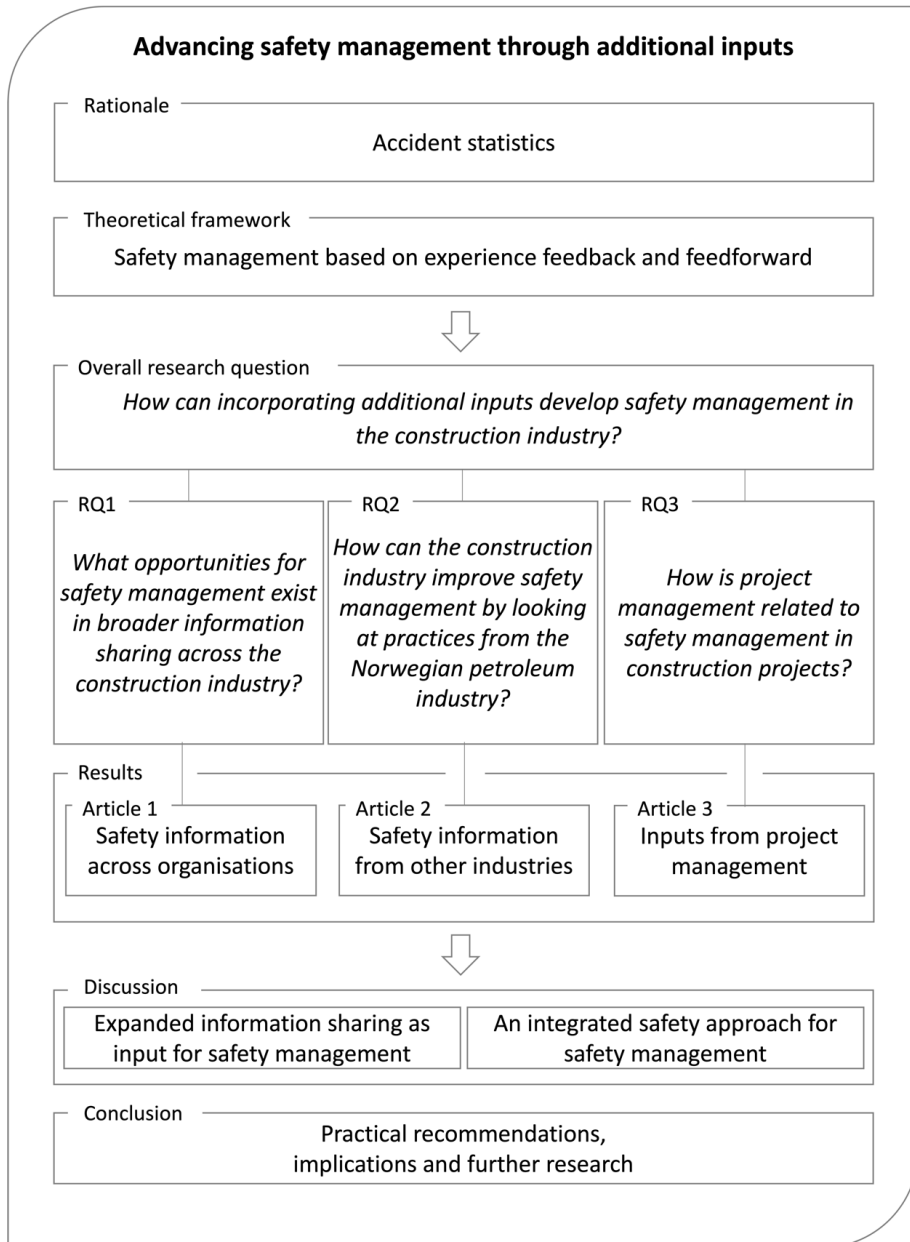 Advancing safety management through additional inputs
Rationale
Accident statistics
Theoretical framework
Safety management based on experience feedback and feedforward
Overall research question
How can incorporating additional inputs develop safety management in
the construction industry?
RQ1
What opportunities for
safety management exist
in broader information
sharing across the
construction industry?
RQ2
How can the construction
industry improve safety
management by looking
at practices from the
Norwegian petroleum
industry?
RQ3
How is project
management related to
safety management in
construction projects?
Results
Article 1
Safety information
across organisations
Article 2
Safety information
from other industries
Article 3
Inputs from project
management
Discussion
Expanded information sharing as
input for safety management
An integrated safety approach for
safety management
Conclusion
Practical recommendations,
implications and further research